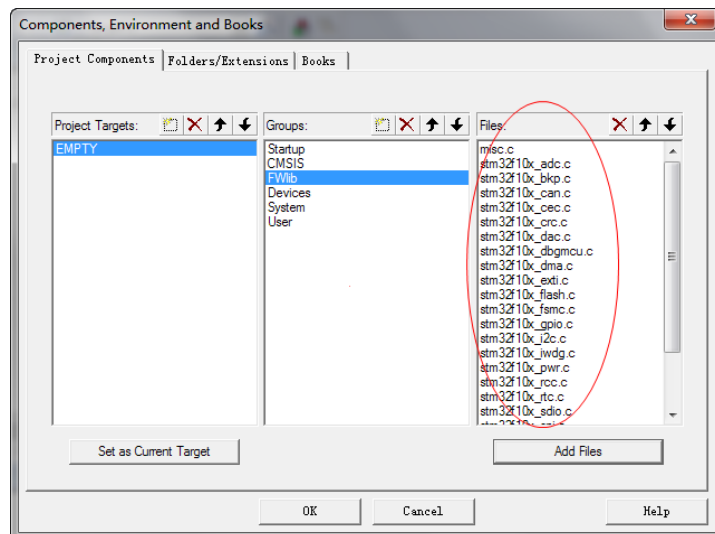 Components, Environment and Books
Project Components Folders/Extensions Books
Project Targets: Groups: Files:
EMPTY
Startup
CMSIS
FWlib
Devices
System
User
misc.c
stm32f10x_adc.c
stm32f10x_bkp.c
stm32f10x_can.c
stm32f10x_cec.c
stm32f10x_crc.c
stm32f10x_dac.c
stm32f10x_dbgmcu.c
stm32f10x_dma.c
stm32f10x_exti.c
stm32f10x_flash.c
stm32f10x_fsmc.c
stm32f10x_gpio.c
stm32f10x_i2c.c
stm32f10x_iwdg.c
stm32f10x_pwr.c
stm32f10x_rcc.c
stm32f10x_rtc.c
stm32f10x_sdio.c
Set as Current Target Add Files
OK Cancel Help